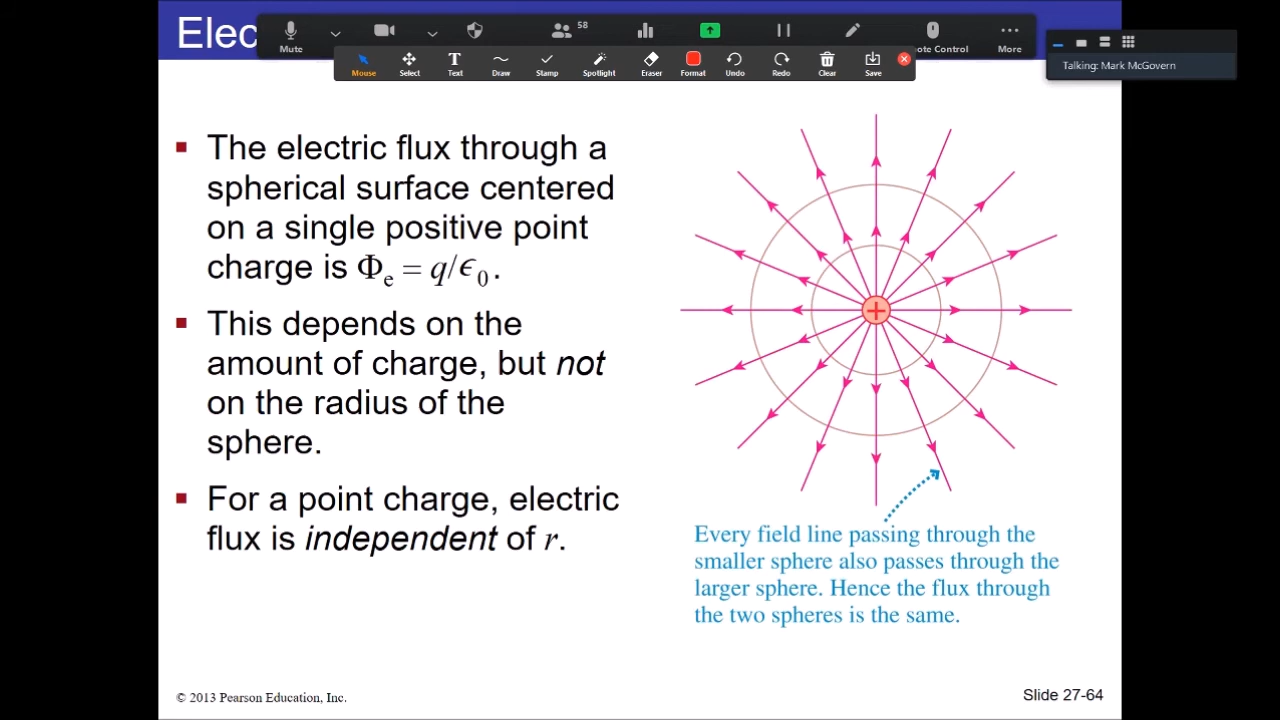 Elec
Mute
58
ote Control
More
Mouse
Select
Text
Draw
Stamp
Spotlight
Eraser
Format
Undo
Redo
Clear
Save
Talking: Mark McGovern
The electric flux through a
spherical surface centered
on a single positive point
charge is Φe = q/ϵ0.
This depends on the
amount of charge, but not
on the radius of the
sphere.
For a point charge, electric
flux is independent of r.
+
Every field line passing through the
smaller sphere also passes through the
larger sphere. Hence the flux through
the two spheres is the same.
© 2013 Pearson Education, Inc.
Slide 27-64